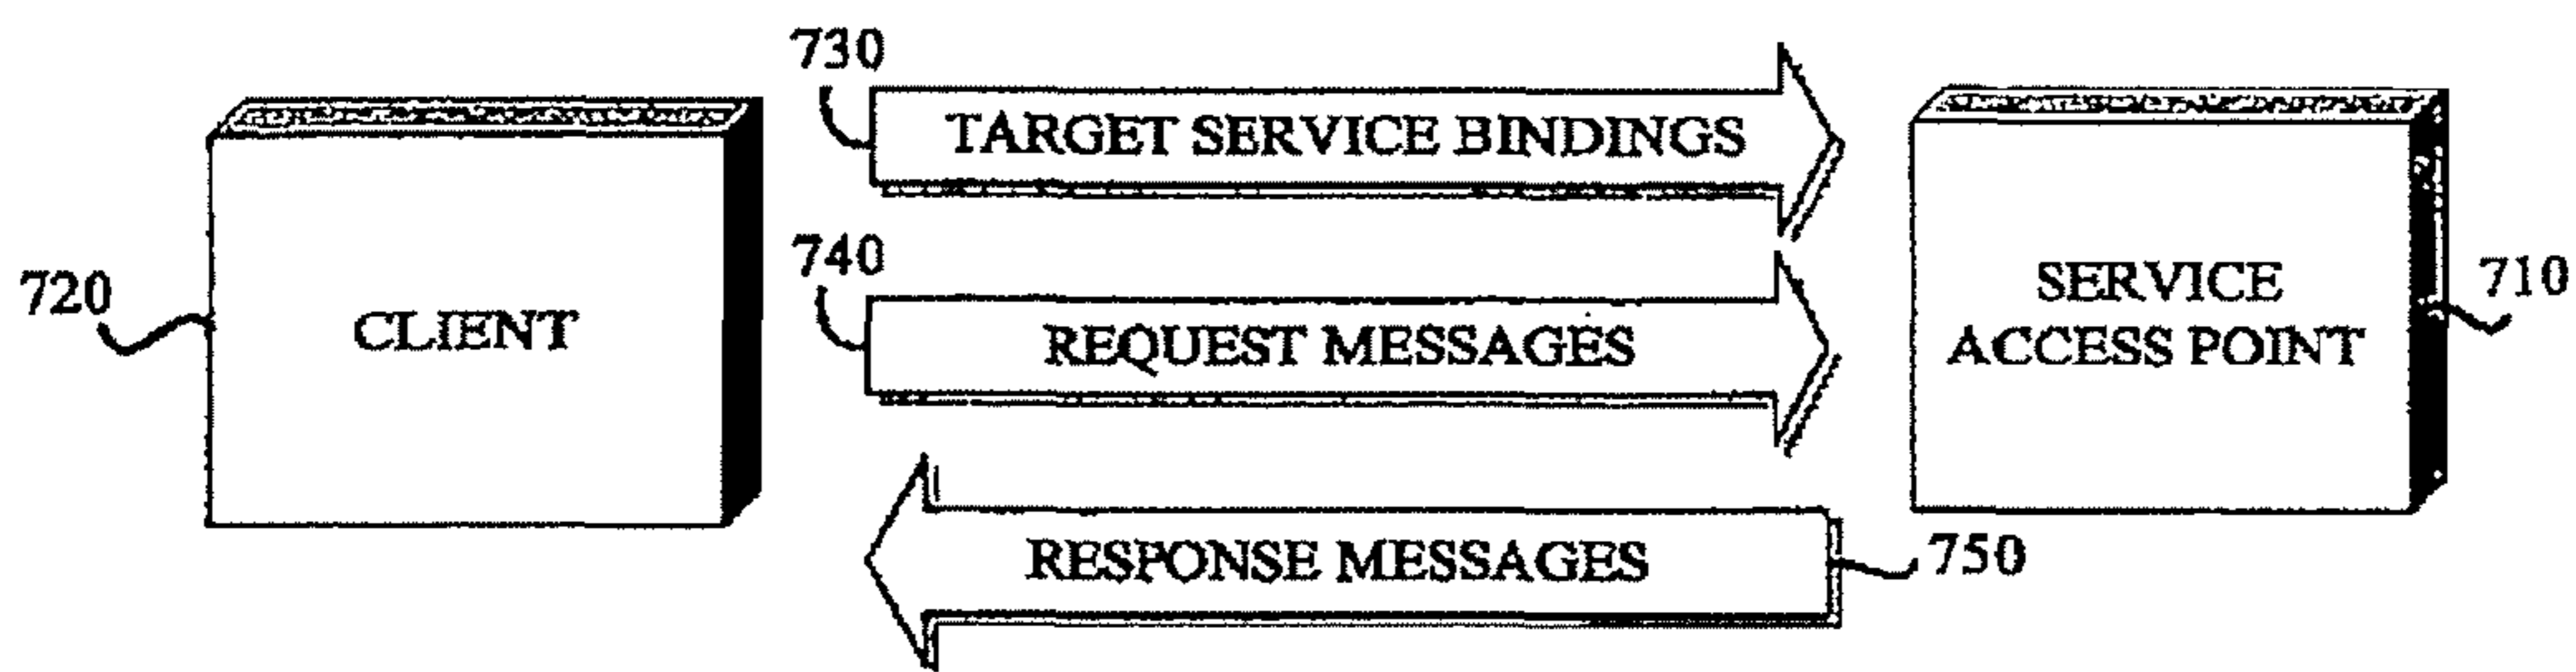 730
TARGET SERVICE BINDINGS
740
REQUEST MESSAGES
720
CLIENT
SERVICE
ACCESS POINT
710
RESPONSE MESSAGES
750